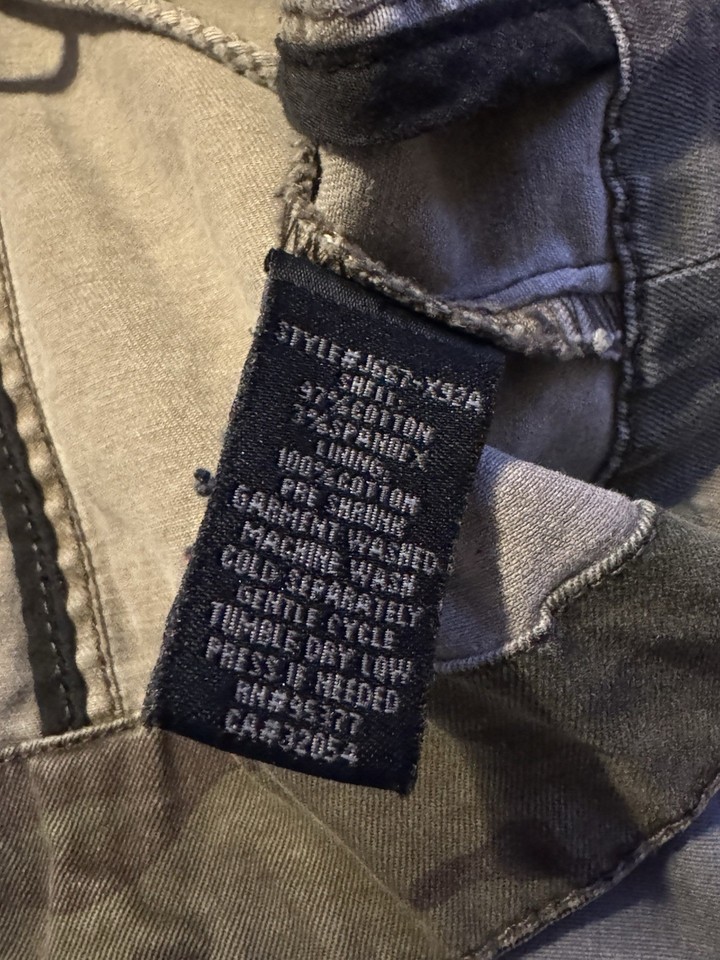 STYLE#J667-X92A
SHELL:
97%COTTON
3%SPANDEX
LINING:
100%COTTON
PRE SHRUNK
GARMENT WASHED
MACHINE WASH
COLD SEPARATELY
GENTLE CYCLE
TUMBLE DRY LOW
PRESS IF NEEDED
RN#45377
CA#32054